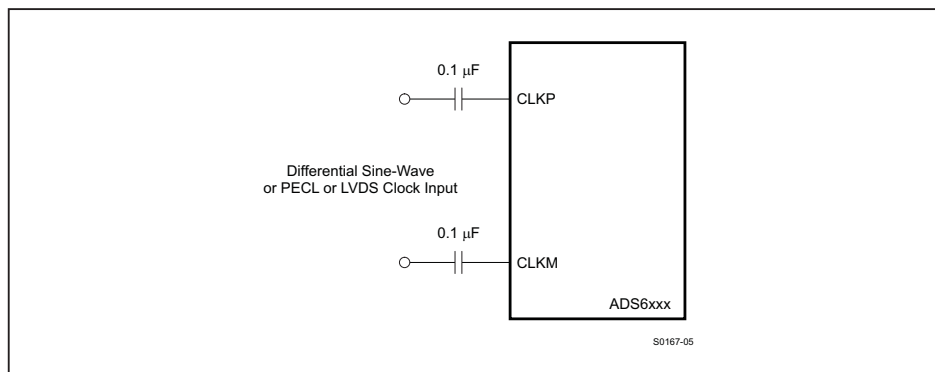 0.1 μF
CLKP
Differential Sine-Wave
or PECL or LVDS Clock Input
0.1 μF
CLKM
ADS6xxx
S0167-05